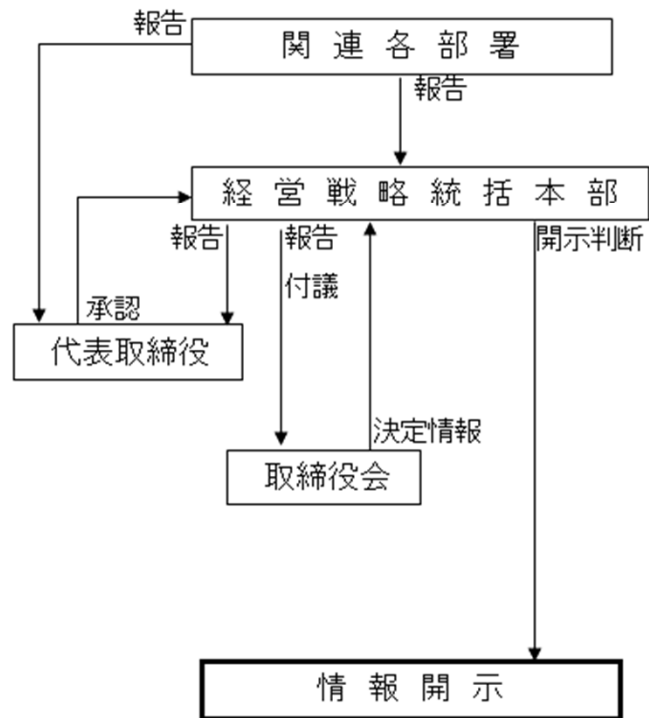 報告
関連各部署
報告
経営戦略統括本部
報告
報告
付議
開示判断
承認
代表取締役
決定情報
取締役会
情報開示